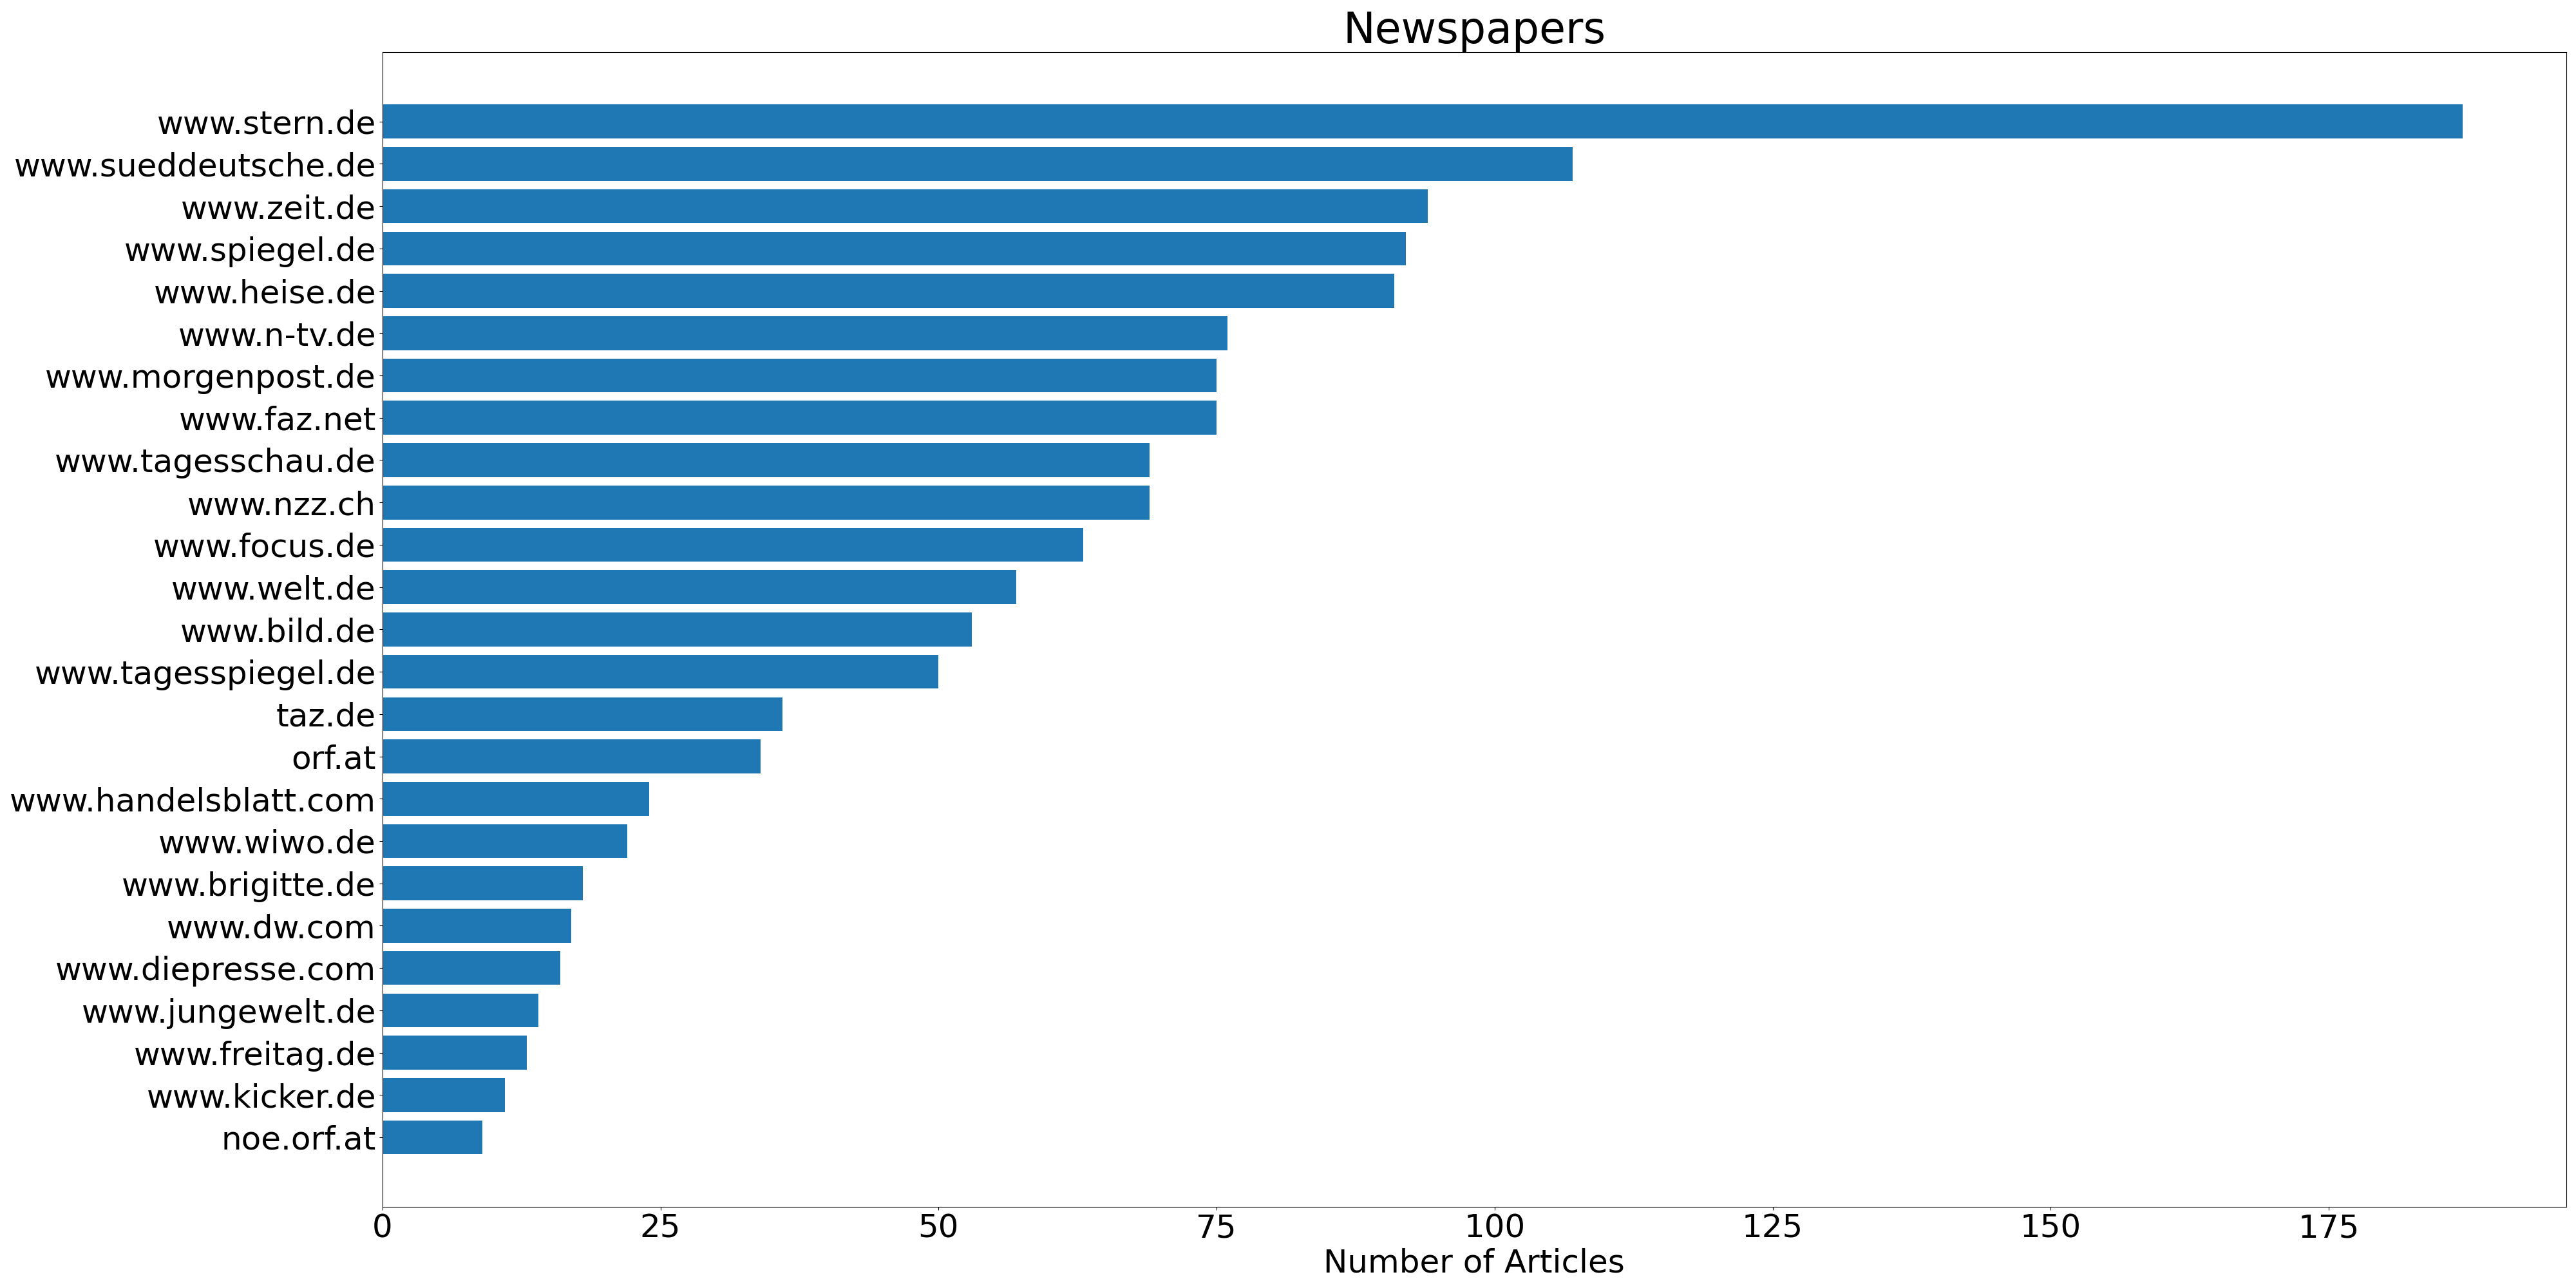 Newspapers
www.stern.de
www.sueddeutsche.de
www.zeit.de
www.spiegel.de
www.heise.de
www.n-tv.de
www.morgenpost.de
www.faz.net
www.tagesschau.de
www.nzz.ch
www.focus.de
www.welt.de
www.bild.de
www.tagesspiegel.de
taz.de
orf.at
www.handelsblatt.com
www.wiwo.de
www.brigitte.de
www.dw.com
www.diepresse.com
www.jungewelt.de
www.freitag.de
www.kicker.de
noe.orf.at
0 25 50 75 100 125 150 175
Number of Articles